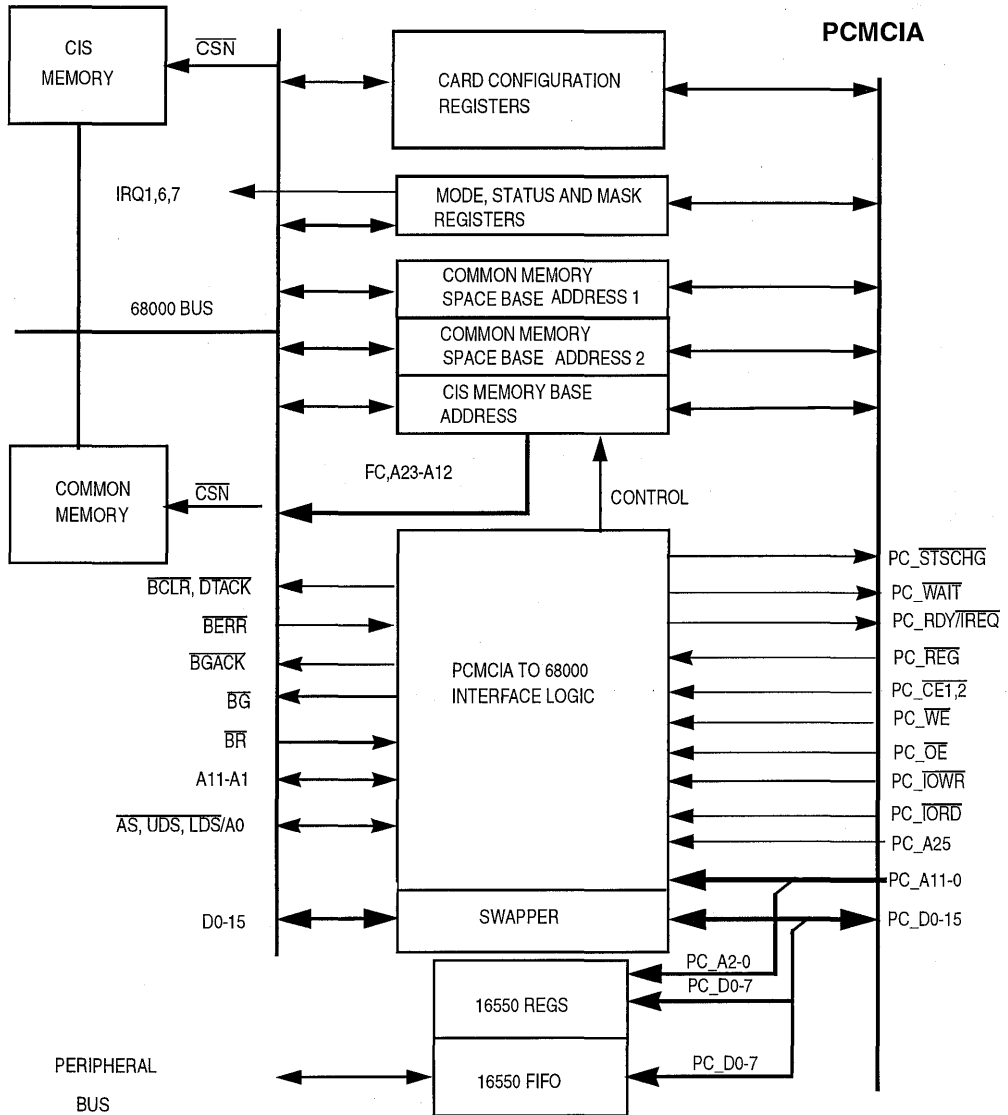 PCMCIA
CIS
MEMORY
CSN
CARD CONFIGURATION
REGISTERS
IRQ1,6,7
MODE, STATUS AND MASK
REGISTERS
COMMON MEMORY
SPACE BASE ADDRESS 1
68000 BUS
COMMON MEMORY
SPACE BASE ADDRESS 2
CIS MEMORY BASE
ADDRESS
COMMON
MEMORY
CSN
FC,A23-A12
CONTROL
BCLR, DTACK
BERR
BGACK
BG
BR
A11-A1
AS, UDS, LDS/A0
D0-15
PCMCIA TO 68000
INTERFACE LOGIC
SWAPPER
PC_STSCHG
PC_WAIT
PC_RDY/IREQ
PC_REG
PC_CE1,2
PC_WE
PC_OE
PC_IOWR
PC_IORD
PC_A25
PC_A11-0
PC_D0-15
PC_A2-0
PC_D0-7
16550 REGS
PC_D0-7
16550 FIFO
PERIPHERAL
BUS